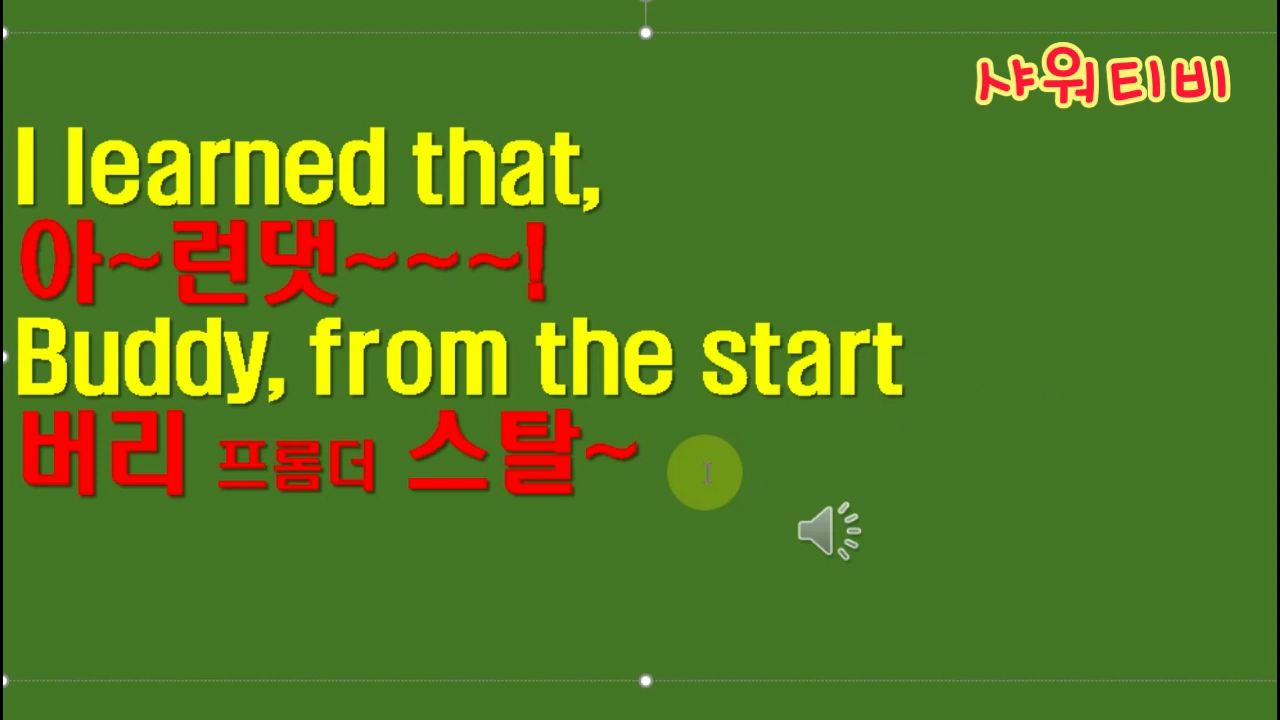 샤워티비
I learned that,
아~런댓~~~!
Buddy, from the start
버리 프롬더 스탈~